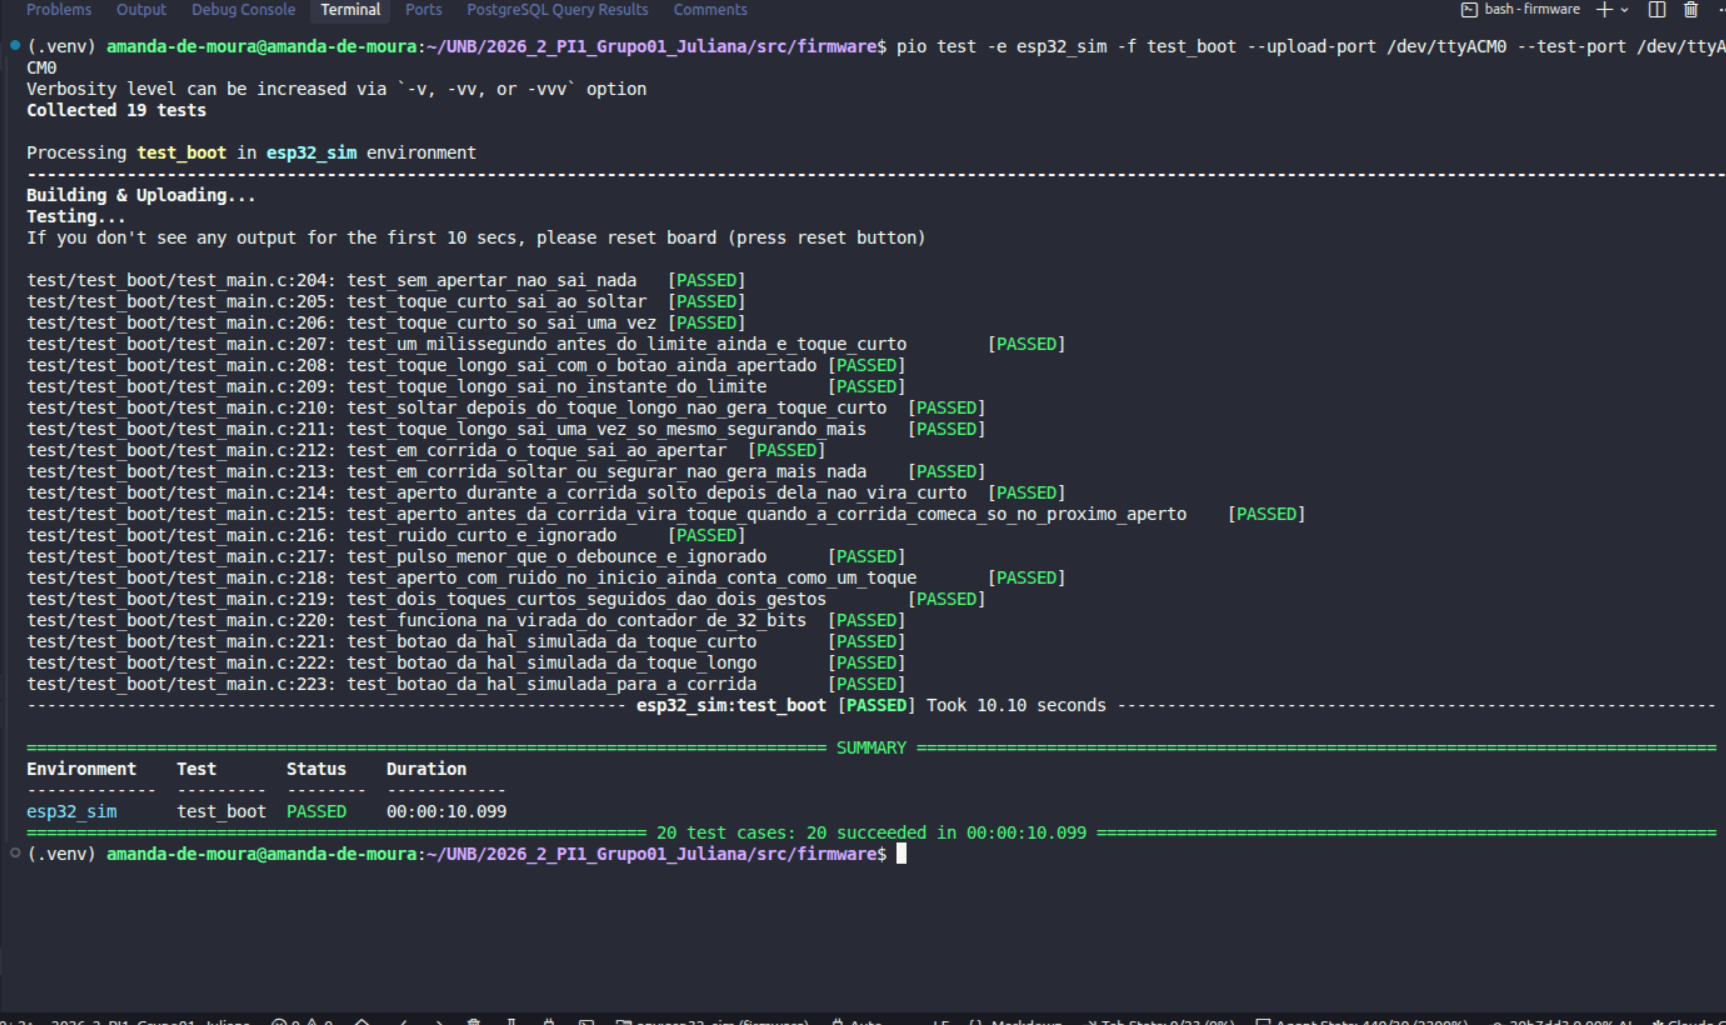 Problems Output Debug Console Terminal Ports PostgreSQL Query Results Comments bash - firmware
(.venv) amanda-de-moura@amanda-de-moura:~/UNB/2026_2_PI1_Grupo01_Juliana/src/firmware$ pio test -e esp32_sim -f test_boot --upload-port /dev/ttyACM0 --test-port /dev/ttyA
CM0
Verbosity level can be increased via `-v, -vv, or -vvv` option
Collected 19 tests
Processing test_boot in esp32_sim environment
--------------------------------------------------------------------------------
Building & Uploading...
Testing...
If you don't see any output for the first 10 secs, please reset board (press reset button)
test/test_boot/test_main.c:204: test_sem_apertar_nao_sai_nada [PASSED]
test/test_boot/test_main.c:205: test_toque_curto_sai_ao_soltar [PASSED]
test/test_boot/test_main.c:206: test_toque_curto_so_sai_uma_vez [PASSED]
test/test_boot/test_main.c:207: test_um_milissegundo_antes_do_limite_ainda_e_toque_curto [PASSED]
test/test_boot/test_main.c:208: test_toque_longo_sai_com_o_botao_ainda_apertado [PASSED]
test/test_boot/test_main.c:209: test_toque_longo_sai_no_instante_do_limite [PASSED]
test/test_boot/test_main.c:210: test_soltar_depois_do_toque_longo_nao_gera_toque_curto [PASSED]
test/test_boot/test_main.c:211: test_toque_longo_sai_uma_vez_so_mesmo_segurando_mais [PASSED]
test/test_boot/test_main.c:212: test_em_corrida_o_toque_sai_ao_apertar [PASSED]
test/test_boot/test_main.c:213: test_em_corrida_soltar_ou_segurar_nao_gera_mais_nada [PASSED]
test/test_boot/test_main.c:214: test_aperto_durante_a_corrida_solto_depois_dela_nao_vira_curto [PASSED]
test/test_boot/test_main.c:215: test_aperto_antes_da_corrida_vira_toque_quando_a_corrida_comeca_so_no_proximo_aperto [PASSED]
test/test_boot/test_main.c:216: test_ruido_curto_e_ignorado [PASSED]
test/test_boot/test_main.c:217: test_pulso_menor_que_o_debounce_e_ignorado [PASSED]
test/test_boot/test_main.c:218: test_aperto_com_ruido_no_inicio_ainda_conta_como_um_toque [PASSED]
test/test_boot/test_main.c:219: test_dois_toques_curtos_seguidos_dao_dois_gestos [PASSED]
test/test_boot/test_main.c:220: test_funciona_na_virada_do_contador_de_32_bits [PASSED]
test/test_boot/test_main.c:221: test_botao_da_hal_simulada_da_toque_curto [PASSED]
test/test_boot/test_main.c:222: test_botao_da_hal_simulada_da_toque_longo [PASSED]
test/test_boot/test_main.c:223: test_botao_da_hal_simulada_para_a_corrida [PASSED]
------------------------------------------------------------ esp32_sim:test_boot [PASSED] Took 10.10 seconds ------------------------------------------------------------
================================================================================ SUMMARY ================================================================================
Environment Test Status Duration
------------- --------- -------- ------------
esp32_sim test_boot PASSED 00:00:10.099
============================================================== 20 test cases: 20 succeeded in 00:00:10.099 ==============================================================
(.venv) amanda-de-moura@amanda-de-moura:~/UNB/2026_2_PI1_Grupo01_Juliana/src/firmware$